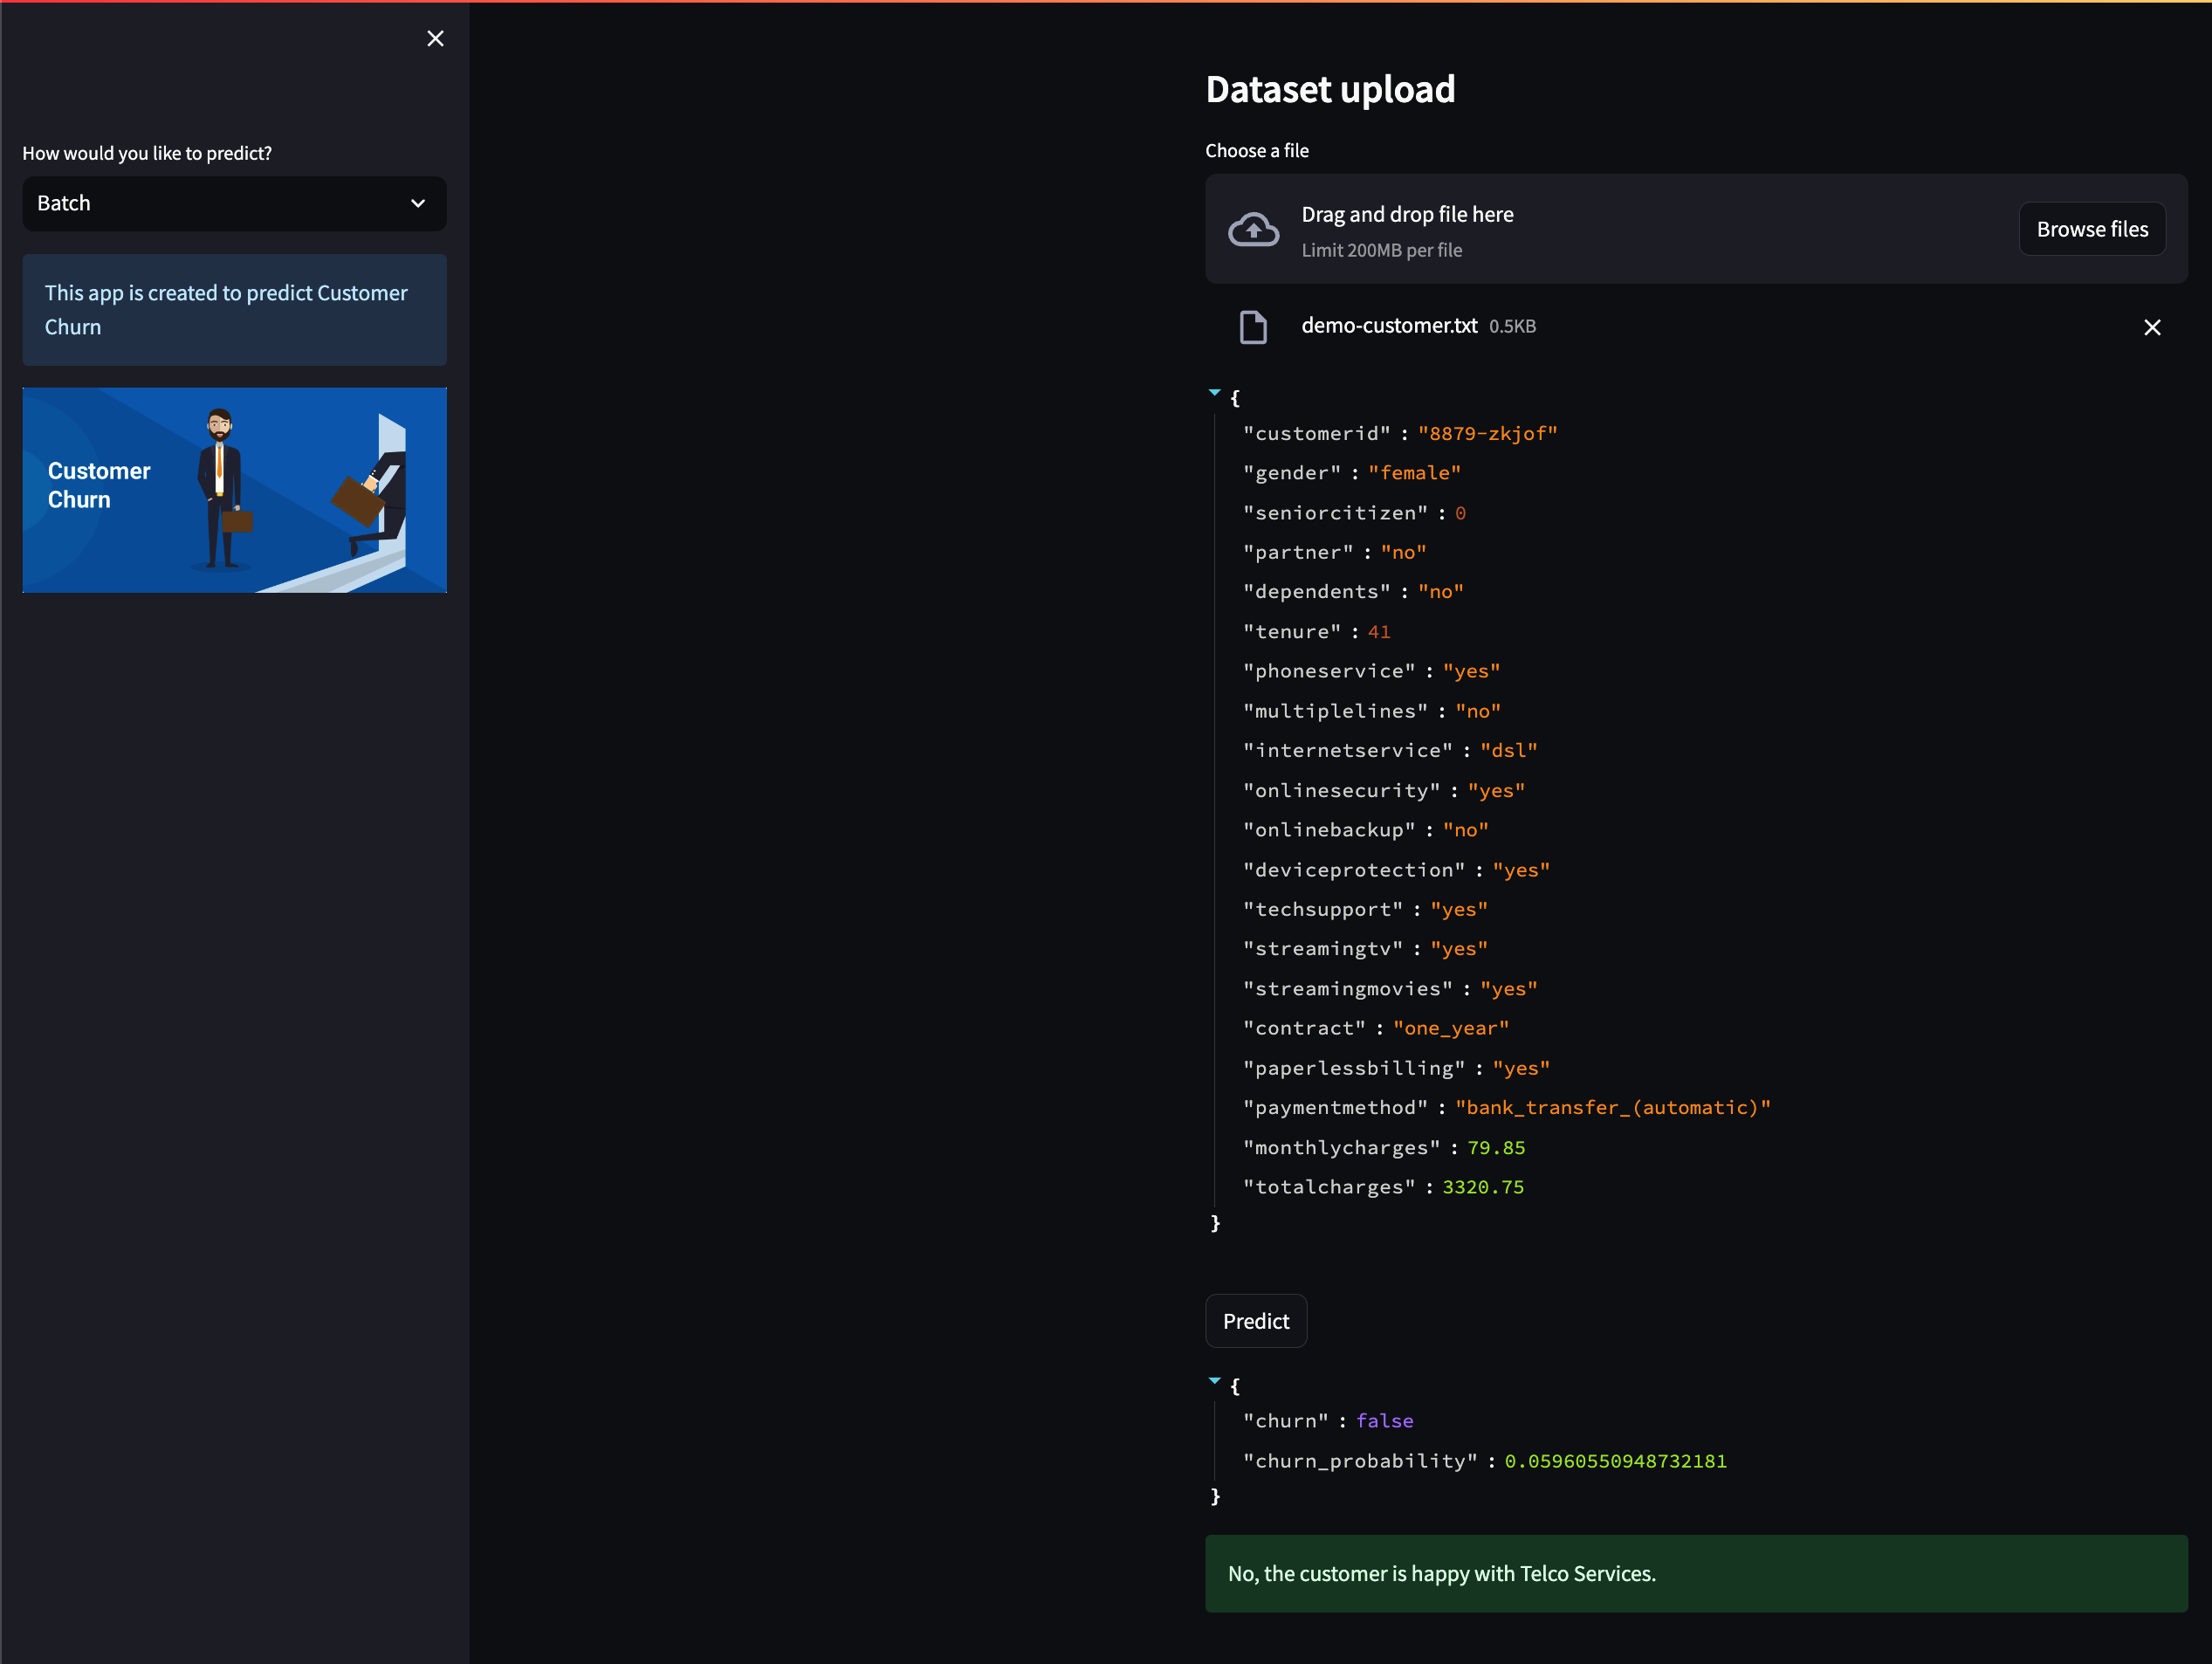 How would you like to predict?
Batch
This app is created to predict Customer
Churn
Customer
Churn
Dataset upload
Choose a file
Drag and drop file here
Limit 200MB per file
Browse files
demo-customer.txt 0.5KB
{
"customerid" : "8879-zkjof"
"gender" : "female"
"seniorcitizen" : 0
"partner" : "no"
"dependents" : "no"
"tenure" : 41
"phoneservice" : "yes"
"multiplelines" : "no"
"internetservice" : "dsl"
"onlinesecurity" : "yes"
"onlinebackup" : "no"
"deviceprotection" : "yes"
"techsupport" : "yes"
"streamingtv" : "yes"
"streamingmovies" : "yes"
"contract" : "one_year"
"paperlessbilling" : "yes"
"paymentmethod" : "bank_transfer_(automatic)"
"monthlycharges" : 79.85
"totalcharges" : 3320.75
}
Predict
{
"churn" : false
"churn_probability" : 0.05960550948732181
}
No, the customer is happy with Telco Services.